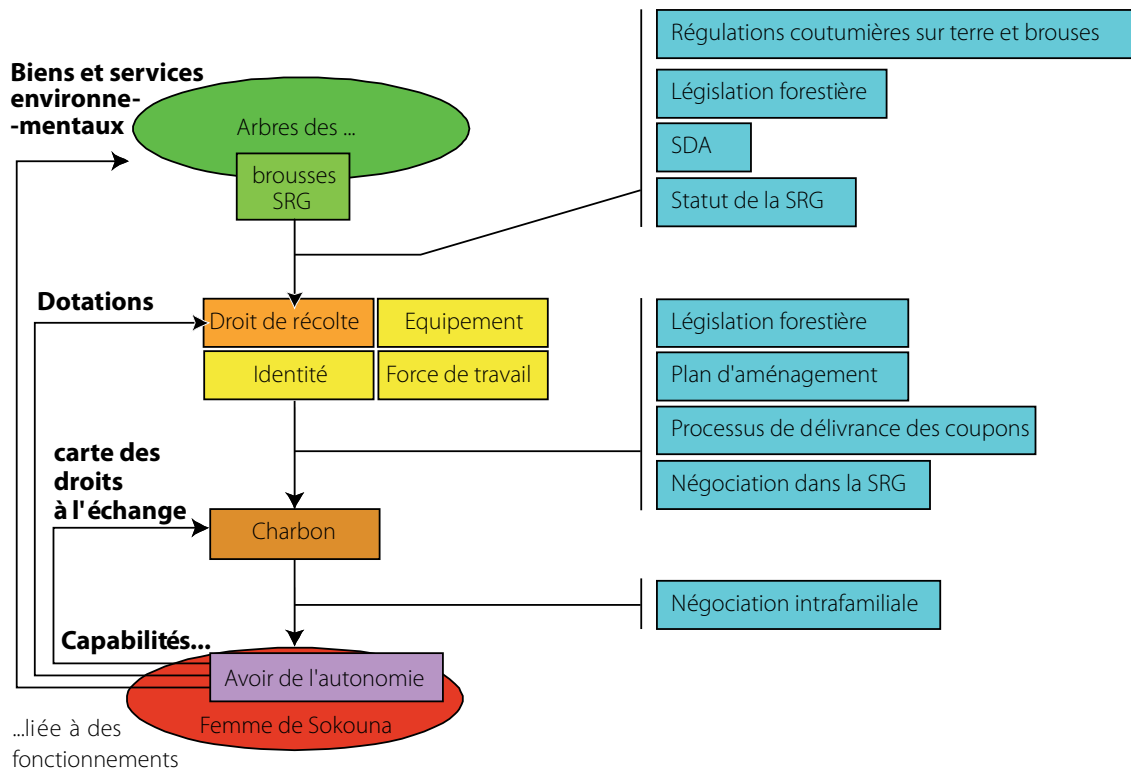 Régulations coutumières sur terre et brouses
Biens et services
environne-
-mentaux
Législation forestière
Arbres des ...
SDA
brousses
SRG
Statut de la SRG
Dotations
Droit de récolte
Equipement
Législation forestière
Identité
Force de travail
Plan d'aménagement
Processus de délivrance des coupons
carte des
droits
à l'échange
Négociation dans la SRG
Charbon
Négociation intrafamiliale
Capabilités...
Avoir de l'autonomie
Femme de Sokouna
...liée à des
fonctionnements